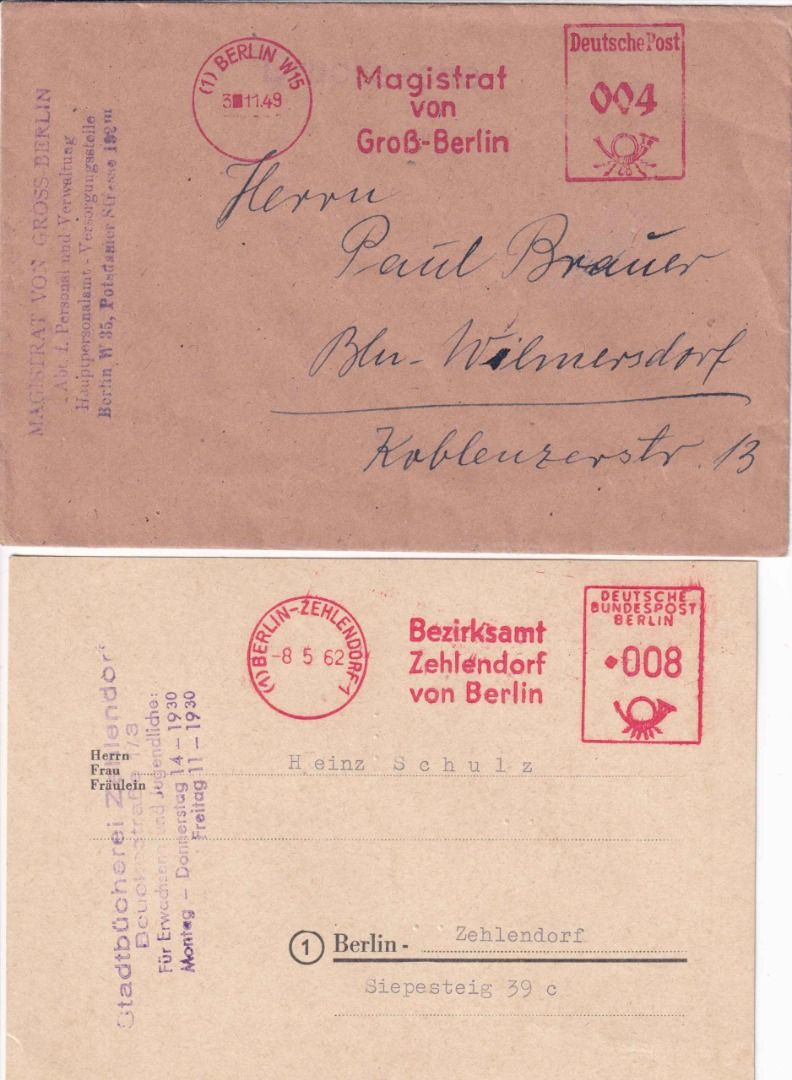 (1) BERLIN W15
3 11.49
Magistrat
von
Groß-Berlin
Deutsche Post
004
MAGISTRAT VON GROSS-BERLIN
Abt. f. Personal und Verwaltung
Hauptpersonalamt - Versorgungsstelle
Berlin W 35, Potsdamer Strasse
Herrn
Paul Brauer
Bln-Wilmersdorf
Koblenzerstr. 13
(1) BERLIN-ZEHLENDORF 1
-8 5 62
Bezirksamt
Zehlendorf
von Berlin
DEUTSCHE
BUNDESPOST
BERLIN
008
Stadtbücherei Zehlendorf
Für Erwachsene und Jugendliche:
Montag - Donnerstag 14 - 1930
Freitag 11 - 1930
Herrn
Frau
Fräulein
Heinz Schulz
1 Berlin - Zehlendorf
Siepesteig 39 c